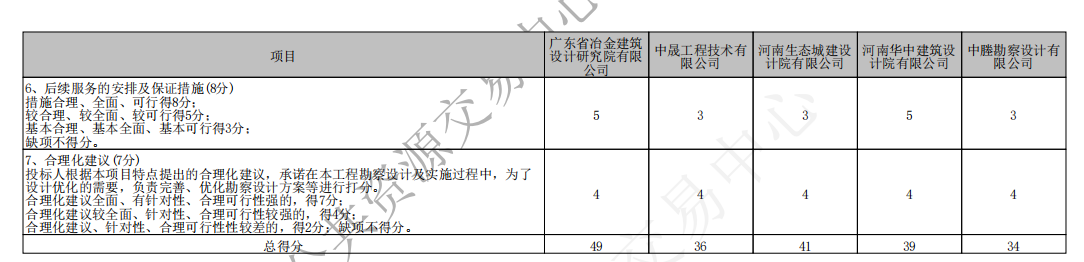 项目
广东省冶金建筑
设计研究院有限
公司
中晟工程技术有
限公司
河南生态城建设
计院有限公司
河南华中建筑设
计院有限公司
中塍勘察设计有
限公司
6、后续服务的安排及保证措施(8分)
措施合理、全面、可行得8分;
较合理、较全面、较可行得5分;
基本合理、基本全面、基本可行得3分;
缺项不得分。
5
3
3
5
3
7、合理化建议(7分)
投标人根据本项目特点提出的合理化建议，承诺在本工程勘察设计及实施过程中，为了
设计优化的需要，负责完善、优化勘察设计方案等进行打分。
合理化建议全面、有针对性、合理可行性强的，得7分;
合理化建议较全面、针对性、合理可行性较强的，得4分;
合理化建议、针对性、合理可行性性较差的，得2分; 缺项不得分。
4
4
4
4
4
总得分
49
36
41
39
34
共资源交易中心
交易中心